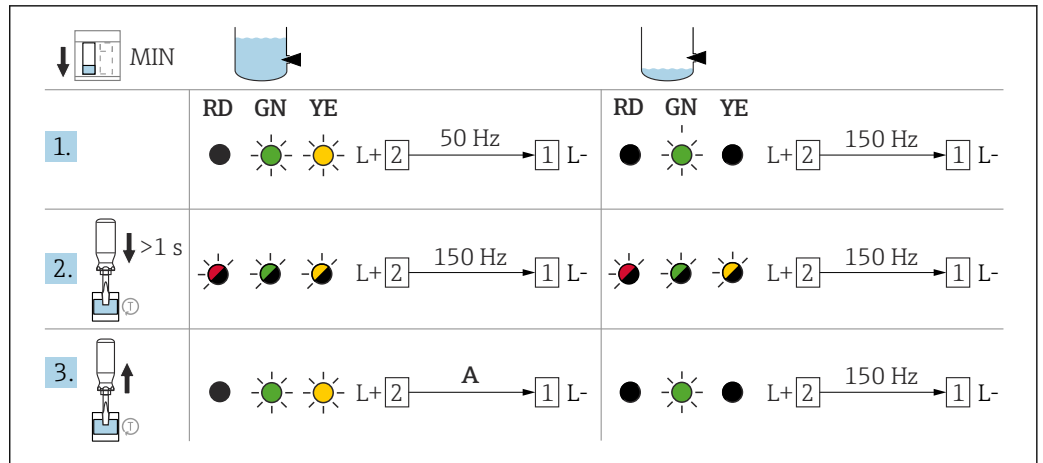 MIN
RD GN YE RD GN YE
1. L+ 2 50 Hz 1 L- L+ 2 150 Hz 1 L-
>1 s
2. L+ 2 150 Hz 1 L- L+ 2 150 Hz 1 L-
T
3. L+ 2 A 1 L- L+ 2 150 Hz 1 L-
T